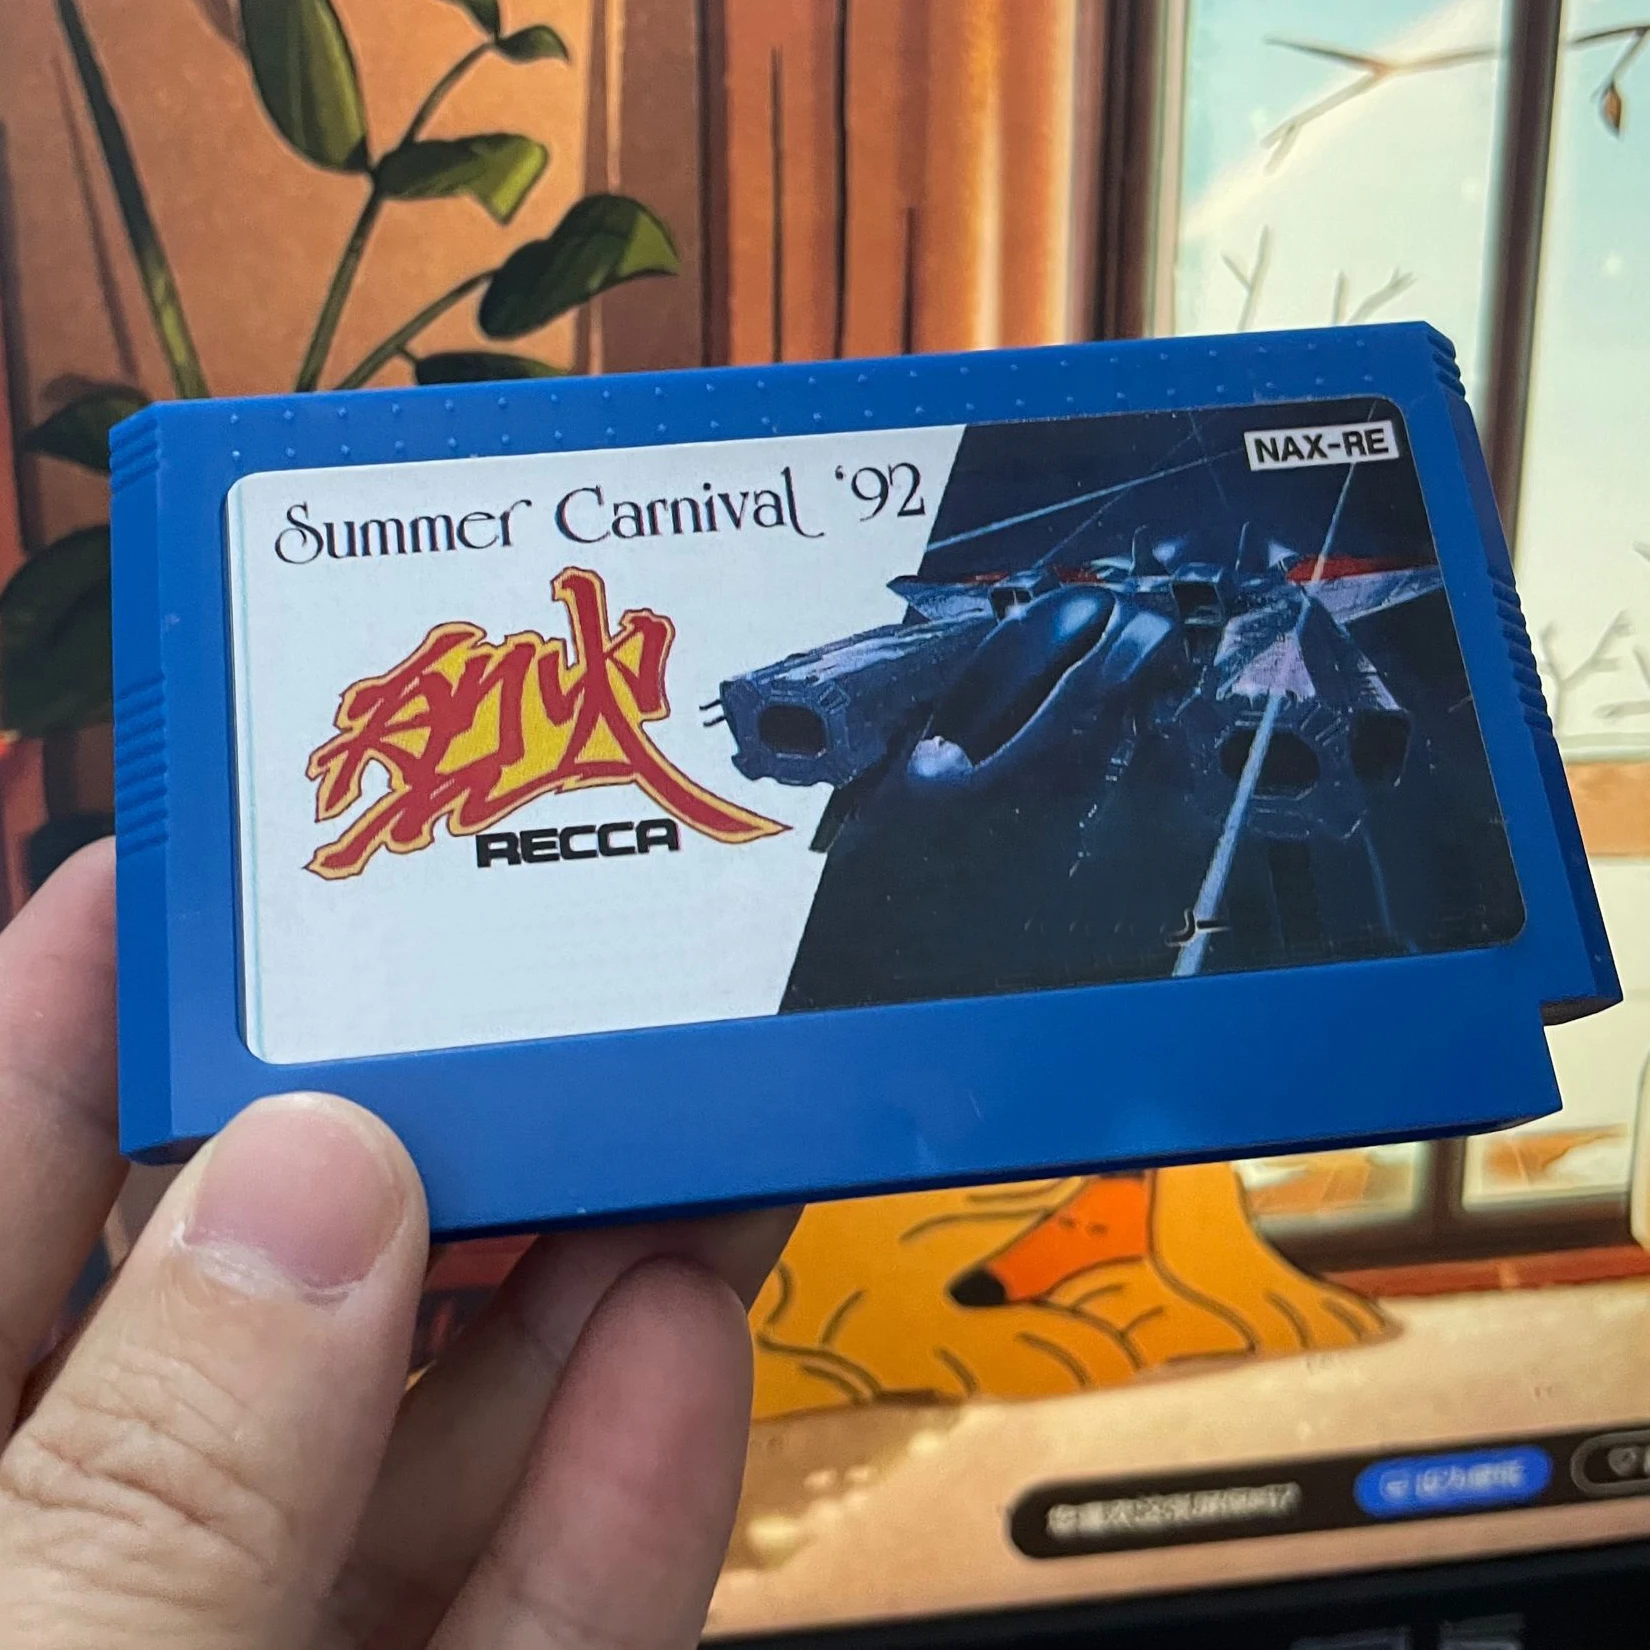 Summer Carnival '92
NAX-RE
烈火
RECCA